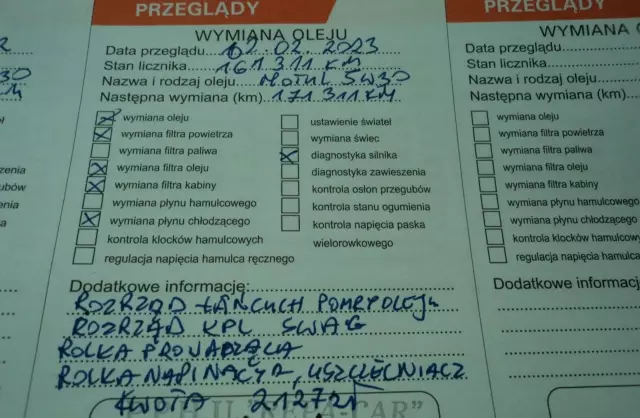 PRZEGLĄDY
WYMIANA OLEJU
Data przeglądu 12.02.2023
Stan licznika 161 311 KM
Nazwa i rodzaj oleju MOTUL 5W30
Następna wymiana (km) 171 311 KM
wymiana oleju
wymiana filtra powietrza
wymiana filtra paliwa
wymiana filtra oleju
wymiana filtra kabiny
wymiana płynu hamulcowego
wymiana płynu chłodzącego
kontrola klocków hamulcowych
regulacja napięcia hamulca ręcznego
ustawienie świateł
wymiana świec
diagnostyka silnika
diagnostyka zawieszenia
kontrola osłon przegubów
kontrola stanu ogumienia
kontrola napięcia paska
wielorowkowego
Dodatkowe informacje:
ROZRZĄD ŁAŃCUCH POMPY OLEJU
ROZRZĄD KPL SWAG
ROLKA PROWADZĄCA
ROLKA NAPINACZA, USZCZELNIACZ
KWOTA 2127 zł
PRZEGLĄDY
WYMIANA
Data przeglądu
Stan licznika
Nazwa i rodzaj oleju
Następna wymiana (km)
wymiana oleju
wymiana filtra powietrza
wymiana filtra paliwa
wymiana filtra oleju
wymiana filtra kabiny
wymiana płynu hamulcowego
wymiana płynu chłodzącego
kontrola klocków hamulco
regulacja napięcia hamulca
Dodatkowe informacj